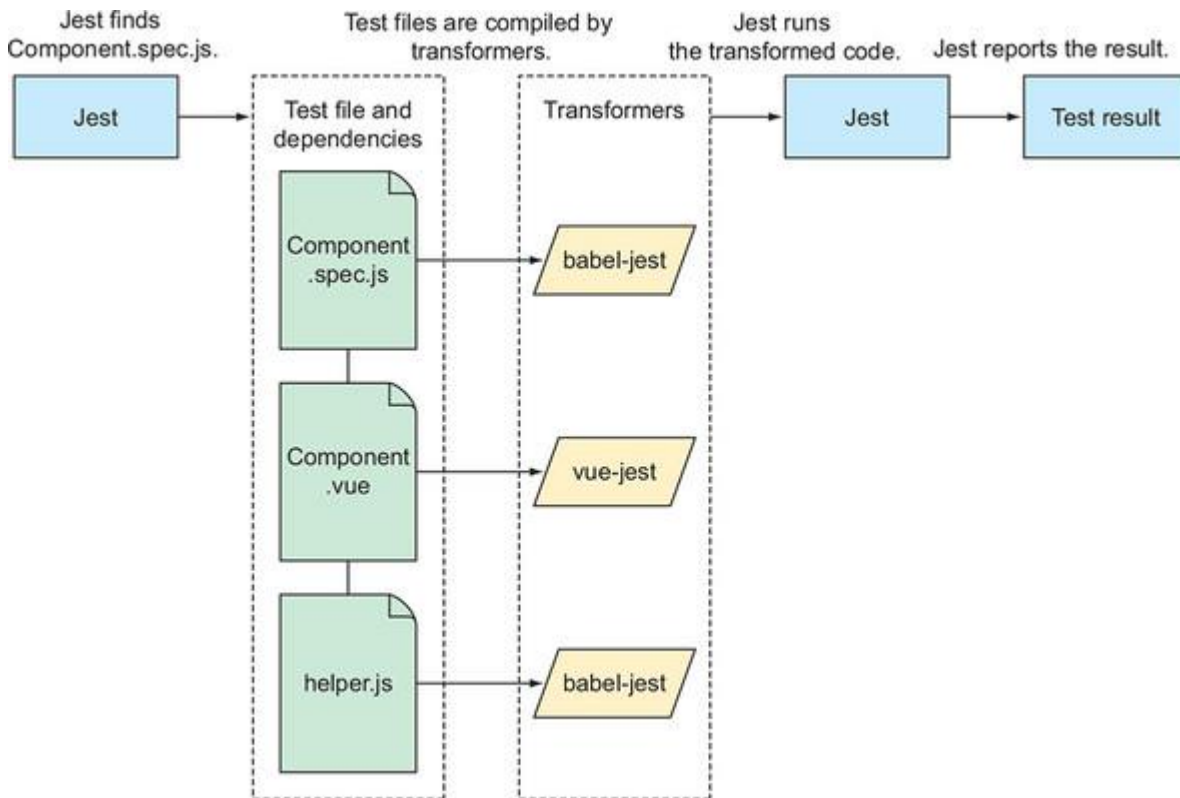 Jest finds
Component.spec.js.
Test files are compiled by
transformers.
Jest runs
the transformed code.
Jest reports the result.
Jest
Test file and
dependencies
Transformers
Jest
Test result
Component
.spec.js
babel-jest
Component
.vue
vue-jest
helper.js
babel-jest